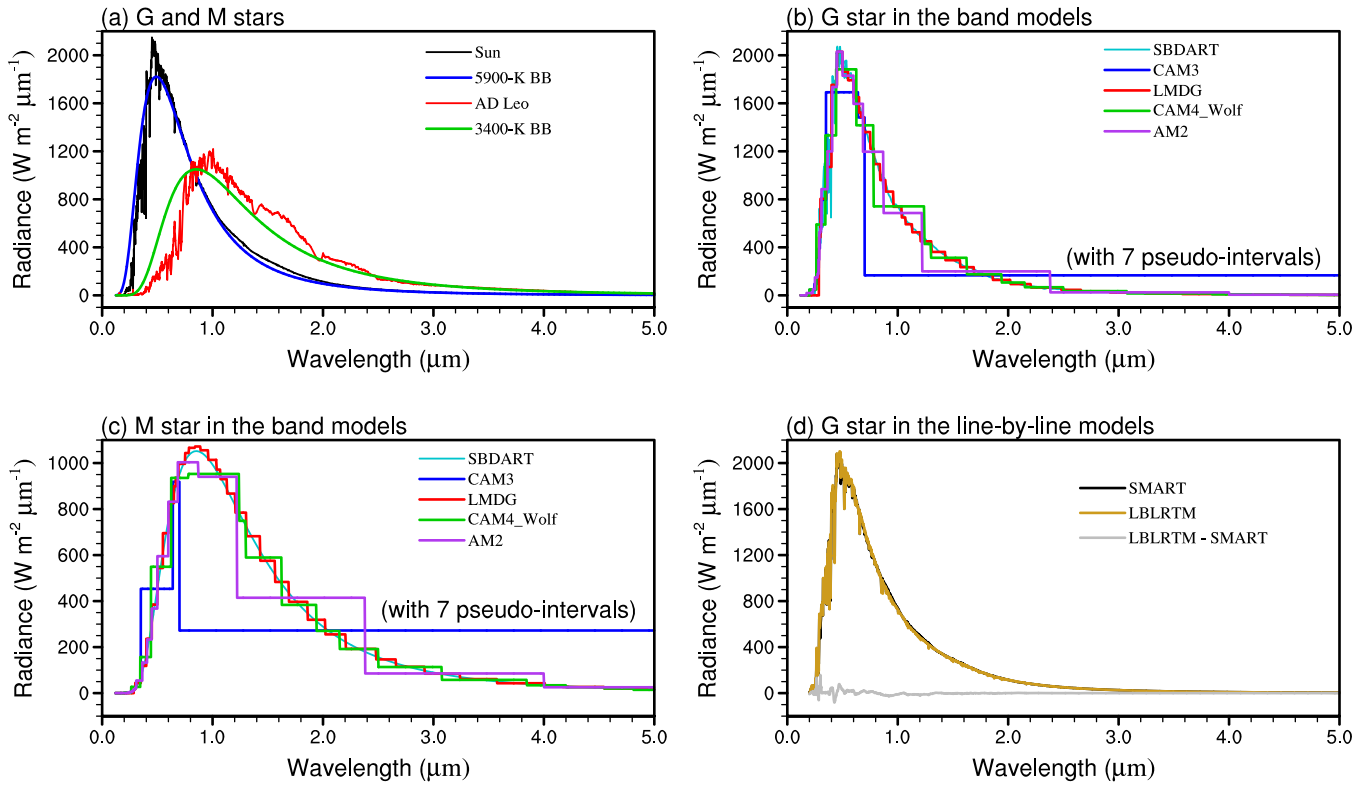 (a) G and M stars
Radiance (W m-2 μm-1)
2000
1600
1200
800
400
0
Sun
5900-K BB
AD Leo
3400-K BB
0.0 1.0 2.0 3.0 4.0 5.0
Wavelength (μm)
(b) G star in the band models
Radiance (W m-2 μm-1)
2000
1600
1200
800
400
0
SBDART
CAM3
LMDG
CAM4_Wolf
AM2
(with 7 pseudo-intervals)
0.0 1.0 2.0 3.0 4.0 5.0
Wavelength (μm)
(c) M star in the band models
Radiance (W m-2 μm-1)
1000
800
600
400
200
0
SBDART
CAM3
LMDG
CAM4_Wolf
AM2
(with 7 pseudo-intervals)
0.0 1.0 2.0 3.0 4.0 5.0
Wavelength (μm)
(d) G star in the line-by-line models
Radiance (W m-2 μm-1)
2000
1600
1200
800
400
0
SMART
LBLRTM
LBLRTM - SMART
0.0 1.0 2.0 3.0 4.0 5.0
Wavelength (μm)